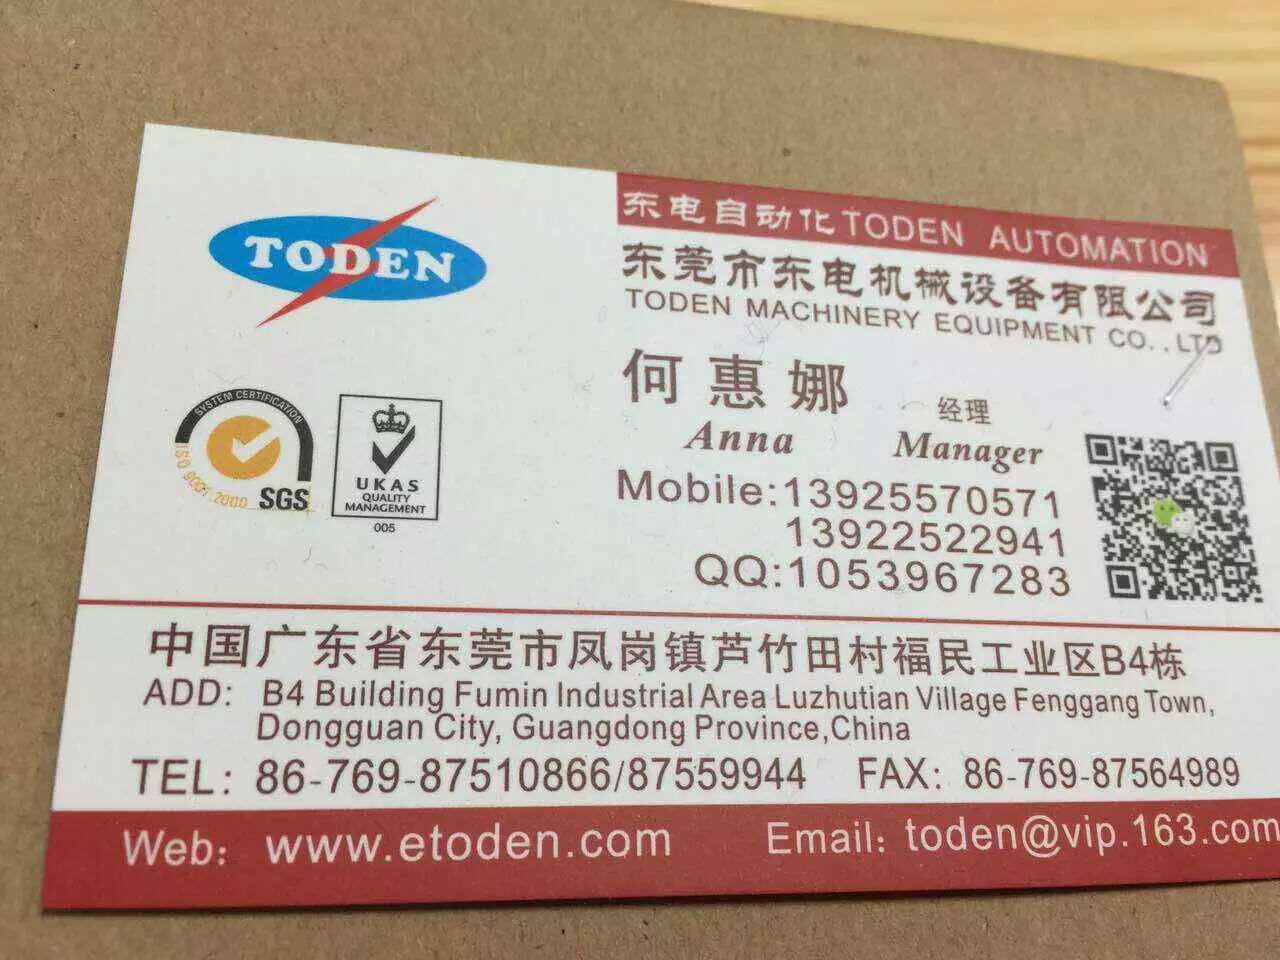 TODEN
东电自动化TODEN AUTOMATION
东莞市东电机械设备有限公司
TODEN MACHINERY EQUIPMENT CO.,LTD
何惠娜 经理
Anna Manager
SYSTEM CERTIFICATION
ISO 9001:2000 SGS
UKAS
QUALITY
MANAGEMENT
005
Mobile:13925570571
13922522941
QQ:1053967283
中国广东省东莞市凤岗镇芦竹田村福民工业区B4栋
ADD: B4 Building Fumin Industrial Area Luzhutian Village Fenggang Town,
Dongguan City, Guangdong Province,China
TEL: 86-769-87510866/87559944 FAX: 86-769-87564989
Web: www.etoden.com Email: toden@vip.163.com